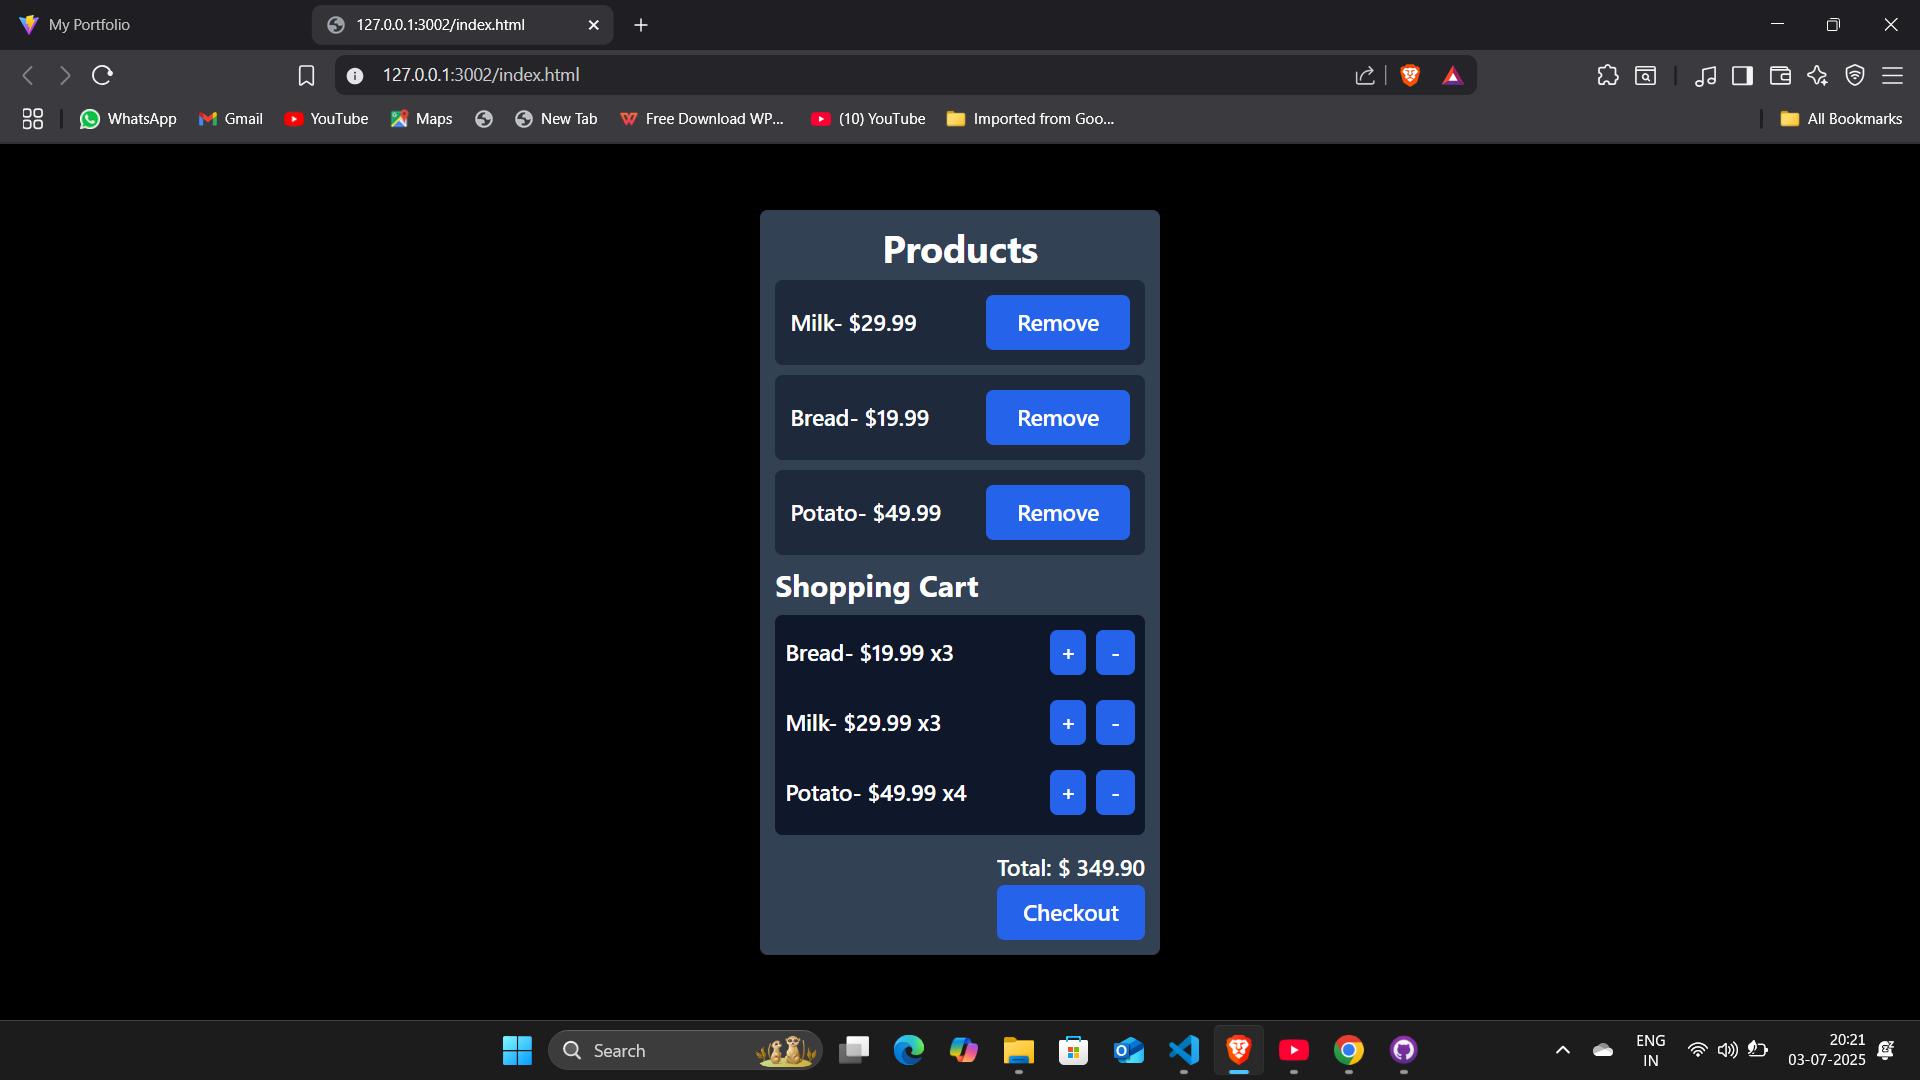 My Portfolio
127.0.0.1:3002/index.html
127.0.0.1:3002/index.html
WhatsApp
Gmail
YouTube
Maps
New Tab
Free Download WP...
(10) YouTube
Imported from Goo...
All Bookmarks
Products
Milk- $29.99
Remove
Bread- $19.99
Remove
Potato- $49.99
Remove
Shopping Cart
Bread- $19.99 x3
+
-
Milk- $29.99 x3
+
-
Potato- $49.99 x4
+
-
Total: $ 349.90
Checkout
Search
ENG
IN
20:21
03-07-2025